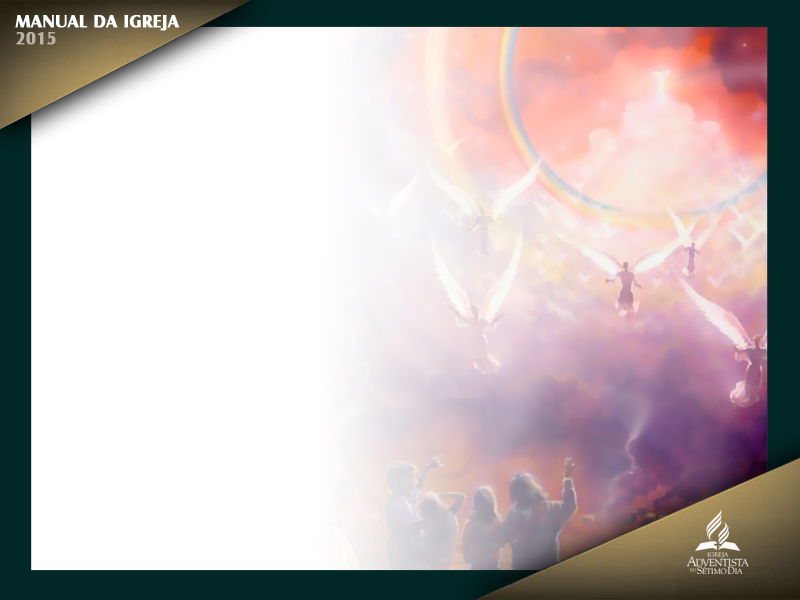 MANUAL DA IGREJA
2015
IGREJA
ADVENTISTA
DO SÉTIMO DIA